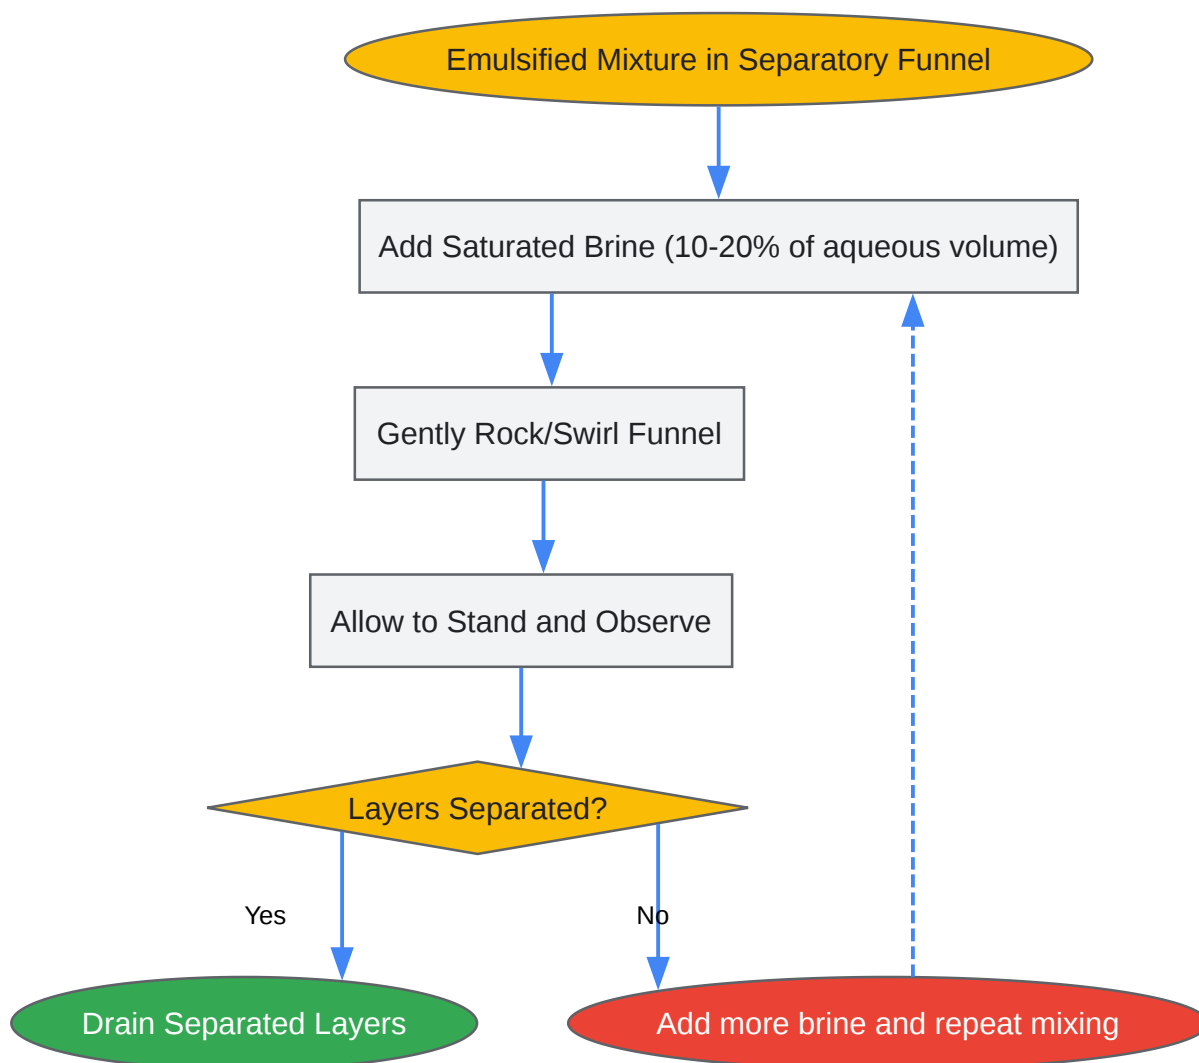 Emulsified Mixture in Separatory Funnel
Add Saturated Brine (10-20% of aqueous volume)
Gently Rock/Swirl Funnel
Allow to Stand and Observe
Layers Separated?
Yes
No
Drain Separated Layers
Add more brine and repeat mixing